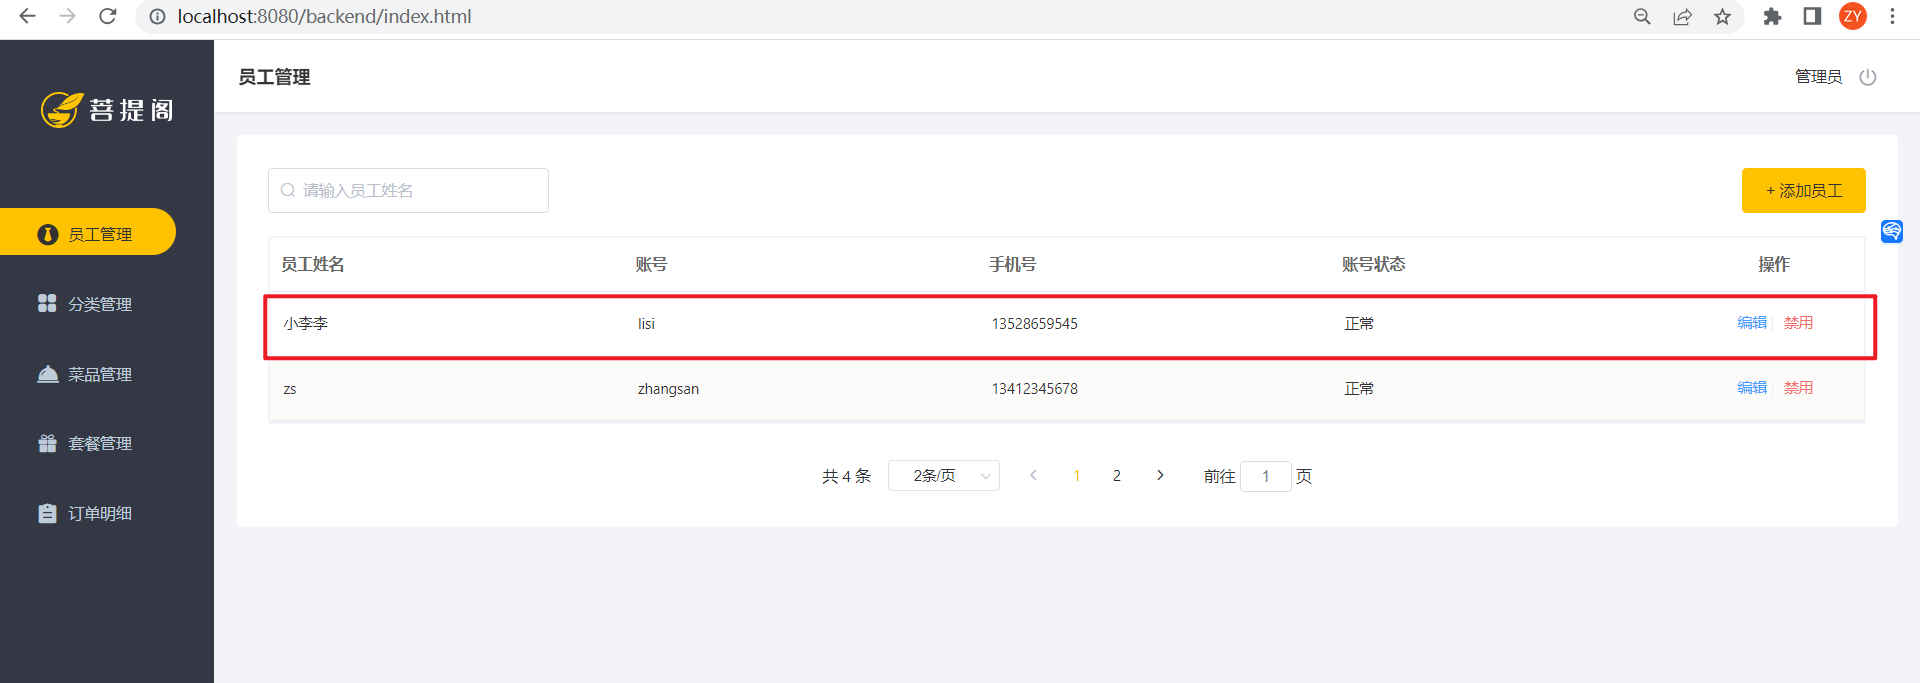 localhost:8080/backend/index.html
ZY
菩提阁
员工管理
管理员
员工管理
分类管理
菜品管理
套餐管理
订单明细
请输入员工姓名
+ 添加员工
员工姓名 账号 手机号 账号状态 操作
小李李 lisi 13528659545 正常 编辑 禁用
zs zhangsan 13412345678 正常 编辑 禁用
共 4 条 2条/页 1 2 前往 1 页